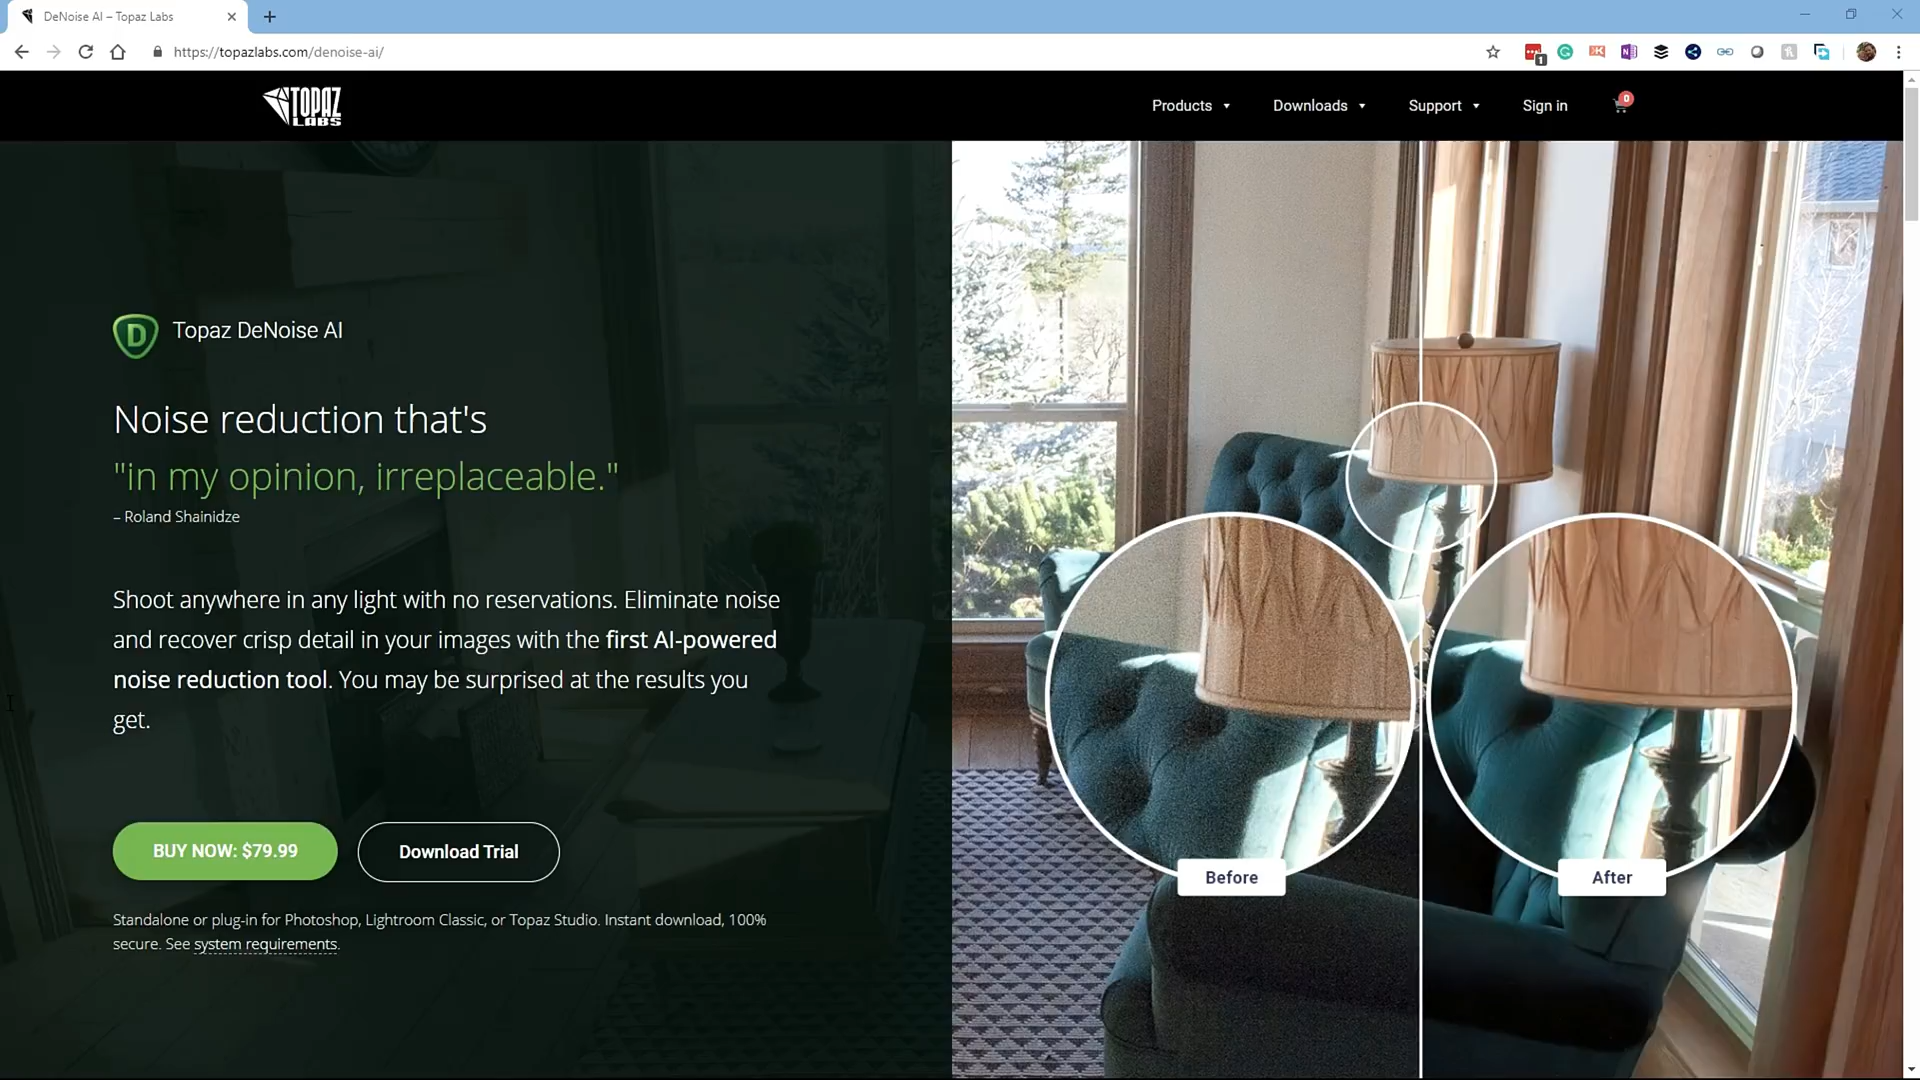 DeNoise AI – Topaz Labs
https://topazlabs.com/denoise-ai/
1
TOPAZ
LABS
Products
Downloads
Support
Sign in
0
D
Topaz DeNoise AI
Noise reduction that's
"in my opinion, irreplaceable."
– Roland Shainidze
Shoot anywhere in any light with no reservations. Eliminate noise
and recover crisp detail in your images with the first AI-powered
noise reduction tool. You may be surprised at the results you
get.
BUY NOW: $79.99
Download Trial
Standalone or plug-in for Photoshop, Lightroom Classic, or Topaz Studio. Instant download, 100%
secure. See system requirements.
Before
After